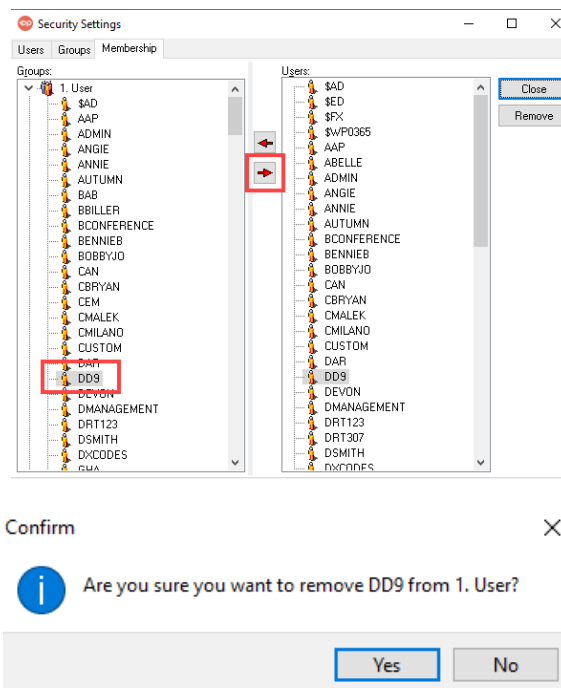 Security Settings
Users Groups Membership
Groups:
1. User
$AD
AAP
ADMIN
ANGIE
ANNIE
AUTUMN
BAB
BBILLER
BCONFERENCE
BENNIEB
BOBBYJO
CAN
CBRYAN
CEM
CMALEK
CMILANO
CUSTOM
DAR
DD9
DEVON
DMANAGEMENT
DRT123
DSMITH
DXCODES
GHA
Users:
$AD
$ED
$FX
$WP0365
AAP
ABELLE
ADMIN
ANGIE
ANNIE
AUTUMN
BCONFERENCE
BENNIEB
BOBBYJO
CAN
CBRYAN
CMALEK
CMILANO
CUSTOM
DAR
DD9
DEVON
DMANAGEMENT
DRT123
DRT307
DSMITH
DXCODES
Close
Remove
Confirm
Are you sure you want to remove DD9 from 1. User?
Yes No